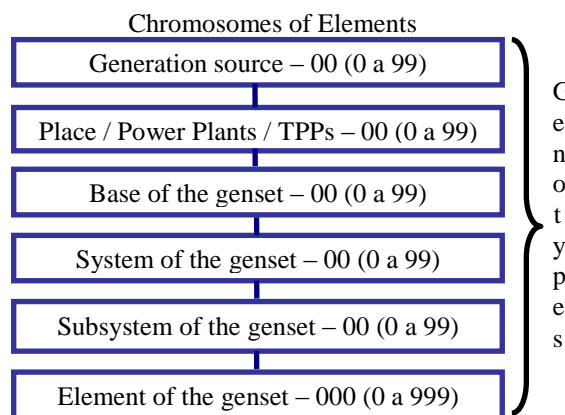 Chromosomes of Elements
Generation source – 00 (0 a 99)
Place / Power Plants / TPPs – 00 (0 a 99)
Base of the genset – 00 (0 a 99)
System of the genset – 00 (0 a 99)
Subsystem of the genset – 00 (0 a 99)
Element of the genset – 000 (0 a 999)
G
e
n
o
t
y
p
e
s